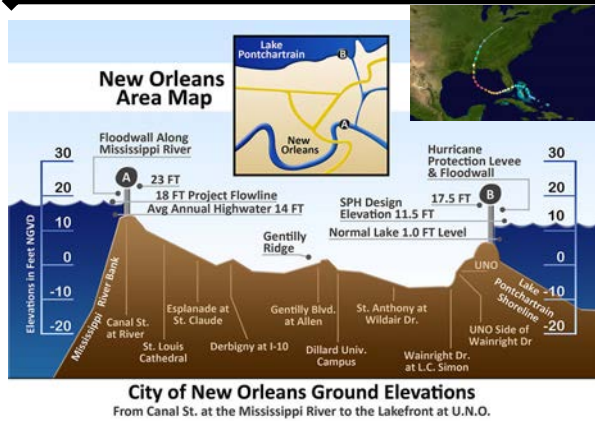 New Orleans
Area Map
Lake
Pontchartrain
B
A
New
Orleans
Floodwall Along
Mississippi River
A
23 FT
18 FT Project Flowline
Avg Annual Highwater 14 FT
Hurricane
Protection Levee
& Floodwall
17.5 FT
B
SPH Design
Elevation 11.5 FT
Normal Lake 1.0 FT Level
Gentilly
Ridge
Elevations in Feet NGVD
30
20
10
0
-10
-20
30
20
10
0
-10
-20
Mississippi River Bank
Canal St.
at River
St. Louis
Cathedral
Esplanade at
St. Claude
Derbigny at I-10
Gentilly Blvd.
at Allen
Dillard Univ.
Campus
St. Anthony at
Wildair Dr.
Wainright Dr.
at L.C. Simon
UNO
UNO Side of
Wainright Dr
Lake Pontchartrain
Shoreline
City of New Orleans Ground Elevations
From Canal St. at the Mississippi River to the Lakefront at U.N.O.